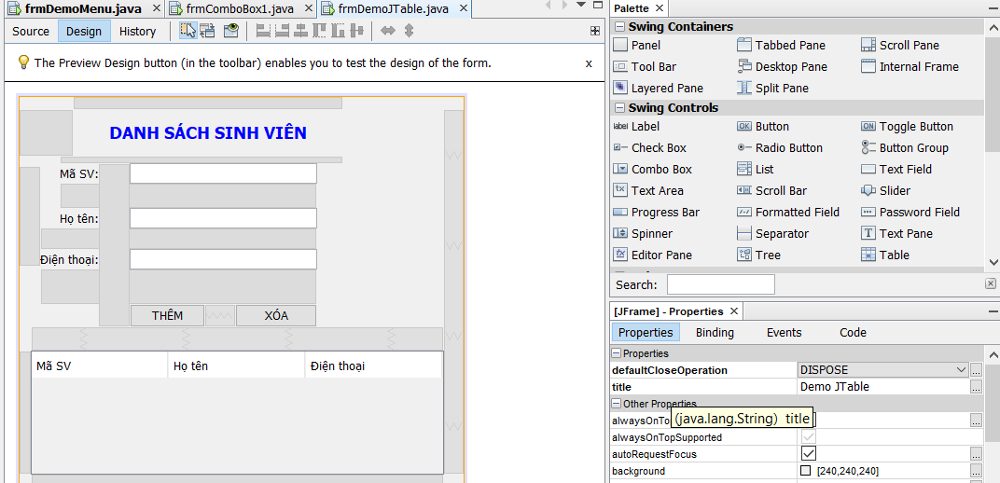 frmDemoMenu.java frmComboBox1.java frmDemoJTable.java
Source Design History
The Preview Design button (in the toolbar) enables you to test the design of the form. x
DANH SÁCH SINH VIÊN
Mã SV:
Họ tên:
Điện thoại:
THÊM XÓA
Mã SV Họ tên Điện thoại
Palette
Swing Containers
Panel Tabbed Pane Scroll Pane
Tool Bar Desktop Pane Internal Frame
Layered Pane Split Pane
Swing Controls
label Label OK Button ON Toggle Button
Check Box Radio Button Button Group
Combo Box List Text Field
Text Area Scroll Bar Slider
Progress Bar Formatted Field Password Field
Spinner Separator Text Pane
Editor Pane Tree Table
Search:
[JFrame] - Properties
Properties Binding Events Code
Properties
defaultCloseOperation DISPOSE ...
title Demo JTable ...
Other Properties
(java.lang.String) title
alwaysOnTo ...
alwaysOnTopSupported
autoRequestFocus ...
background [240,240,240] ...